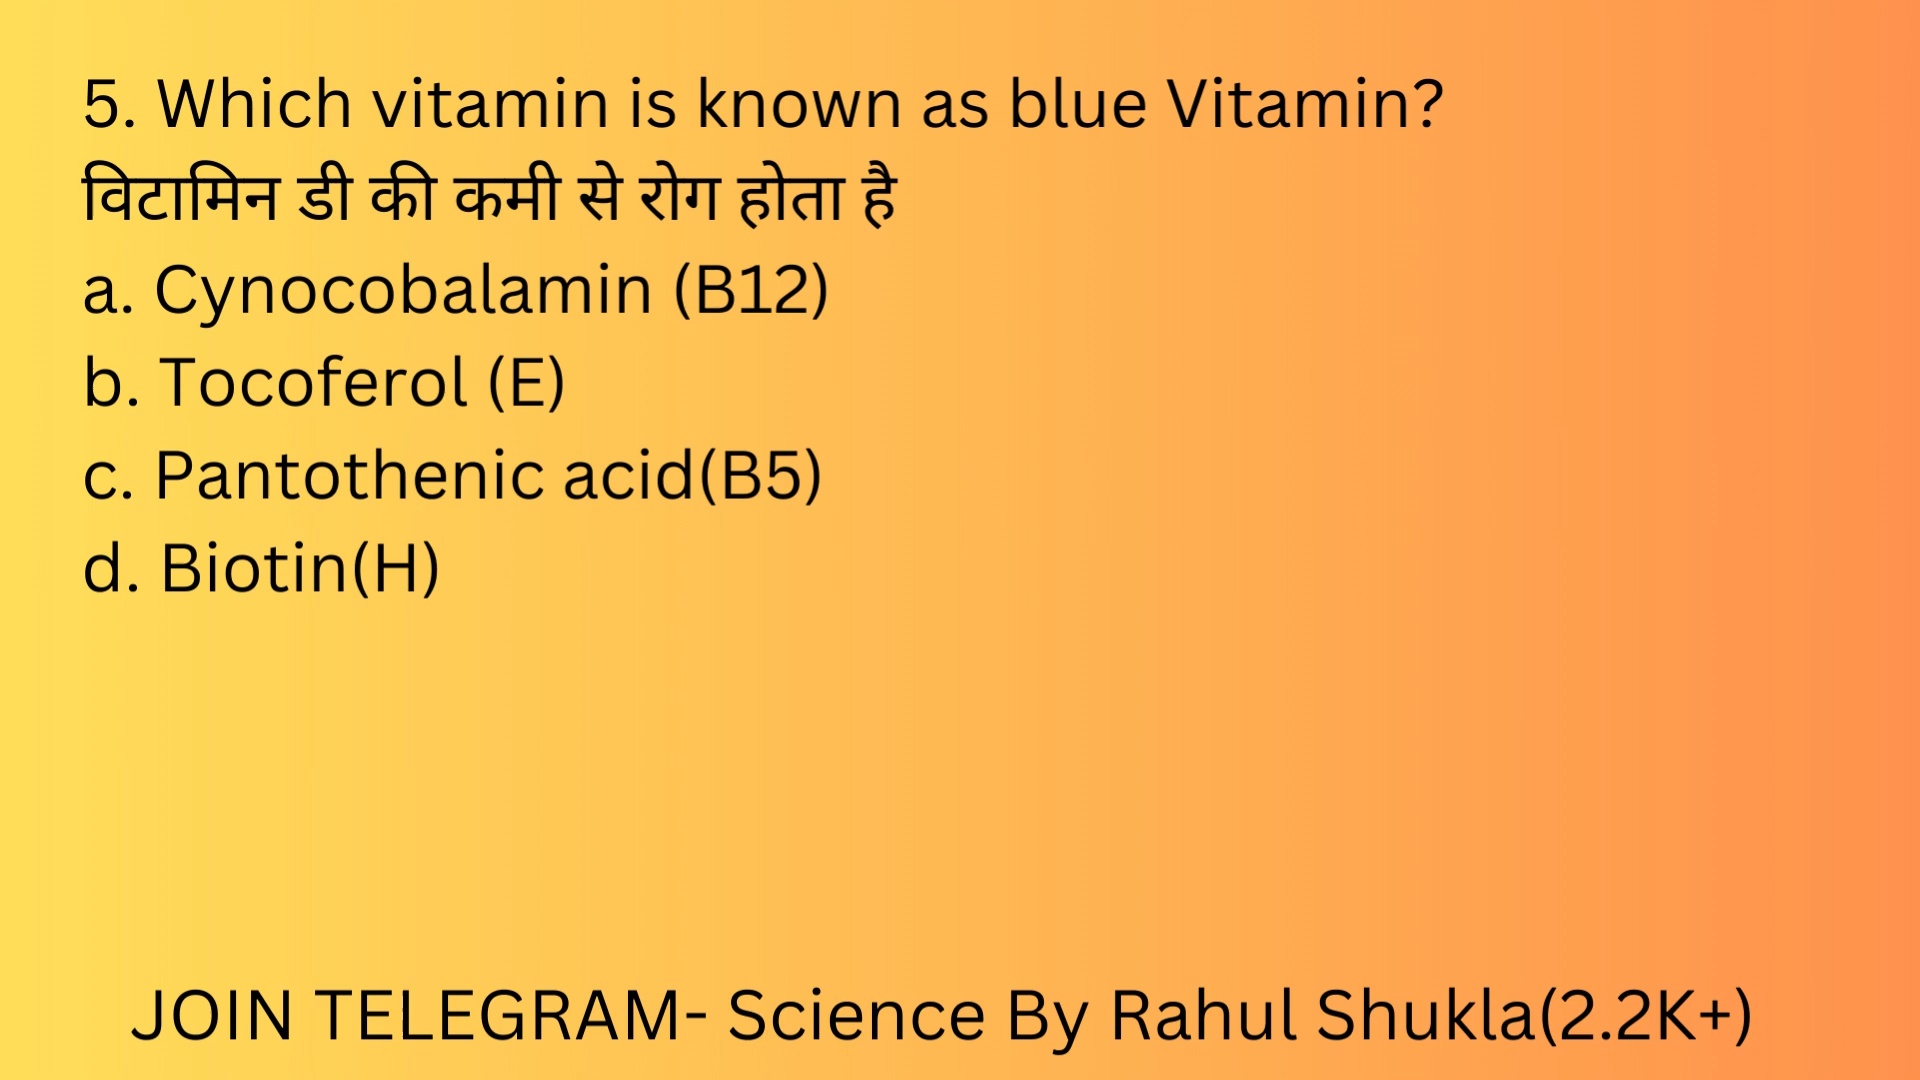 5. Which vitamin is known as blue Vitamin?
विटामिन डी की कमी से रोग होता है
a. Cynocobalamin (B12)
b. Tocoferol (E)
c. Pantothenic acid(B5)
d. Biotin(H)
JOIN TELEGRAM- Science By Rahul Shukla(2.2K+)